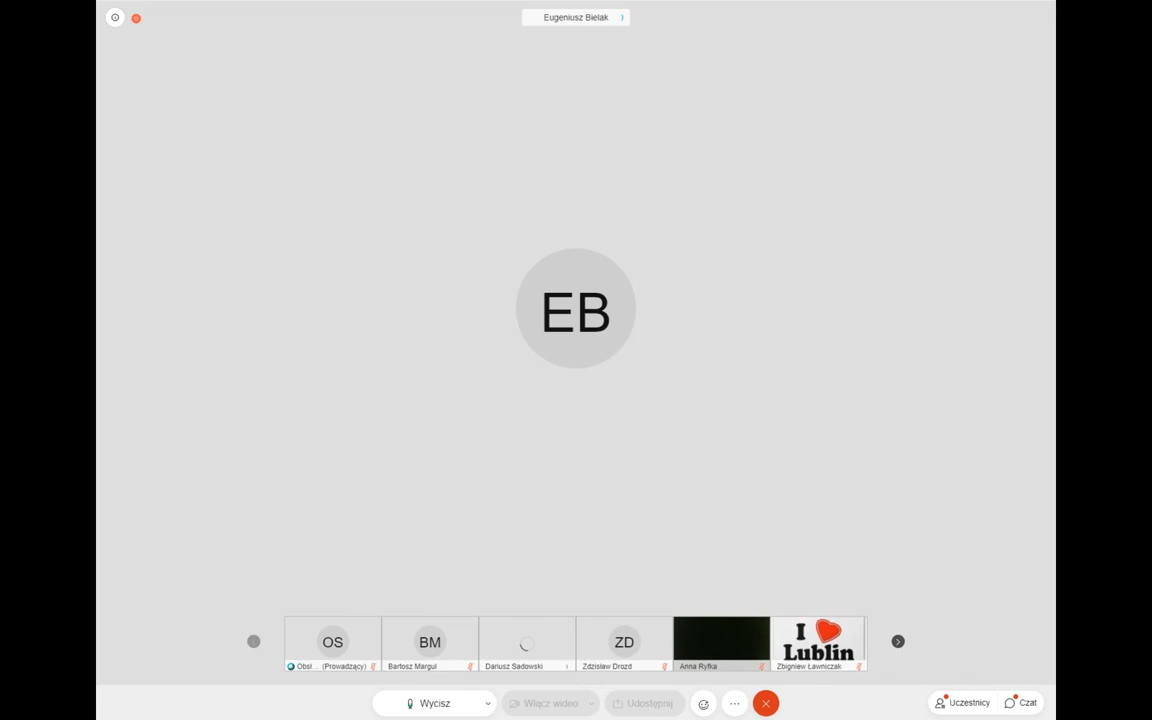 Eugeniusz Bielak
EB
OS
BM
ZD
I
Lublin
Obsł... (Prowadzący)
Bartosz Margul
Dariusz Sadowski
Zdzisław Drozd
Anna Ryfka
Zbigniew Ławniczak
Wycisz
Włącz wideo
Udostępnij
Uczestnicy
Czat